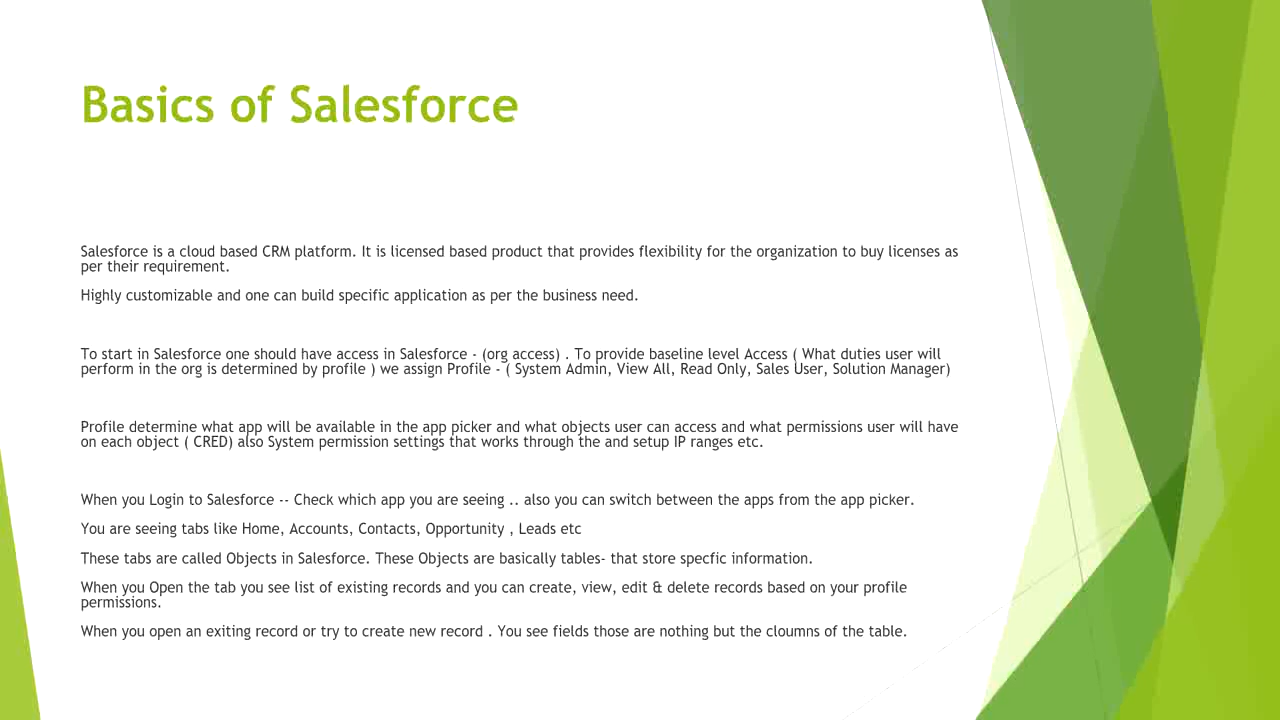 Basics of Salesforce
Salesforce is a cloud based CRM platform. It is licensed based product that provides flexibility for the organization to buy licenses as
per their requirement.
Highly customizable and one can build specific application as per the business need.
To start in Salesforce one should have access in Salesforce - (org access) . To provide baseline level Access ( What duties user will
perform in the org is determined by profile ) we assign Profile - ( System Admin, View All, Read Only, Sales User, Solution Manager)
Profile determine what app will be available in the app picker and what objects user can access and what permissions user will have
on each object ( CRED) also System permission settings that works through the and setup IP ranges etc.
When you Login to Salesforce -- Check which app you are seeing .. also you can switch between the apps from the app picker.
You are seeing tabs like Home, Accounts, Contacts, Opportunity , Leads etc
These tabs are called Objects in Salesforce. These Objects are basically tables- that store specfic information.
When you Open the tab you see list of existing records and you can create, view, edit & delete records based on your profile
permissions.
When you open an exiting record or try to create new record . You see fields those are nothing but the cloumns of the table.